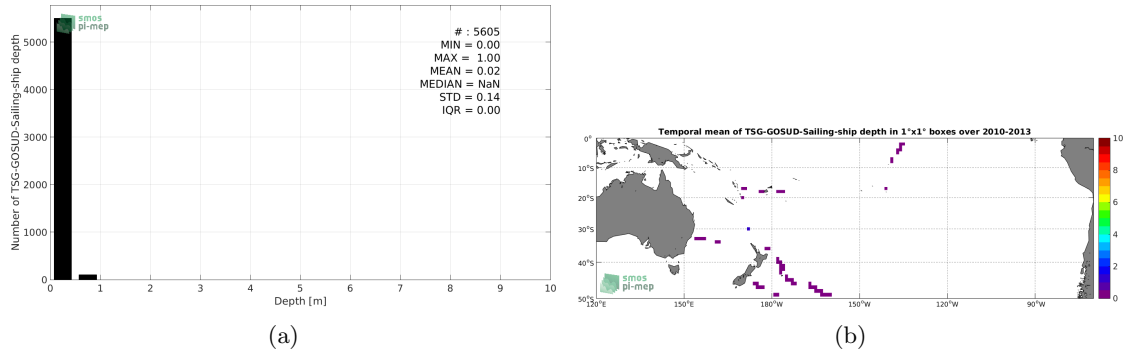 smos
pi-mep
# : 5605
MIN = 0.00
MAX = 1.00
MEAN = 0.02
MEDIAN = NaN
STD = 0.14
IQR = 0.00
Number of TSG-GOSUD-Sailing-ship depth
5000
4000
3000
2000
1000
0
0 1 2 3 4 5 6 7 8 9 10
Depth [m]
(a)
Temporal mean of TSG-GOSUD-Sailing-ship depth in 1°x1° boxes over 2010-2013
0°
10°S
20°S
30°S
40°S
50°S
120°E 150°E 180°W 150°W 120°W 90°W
10
8
6
4
2
0
smos
pi-mep
(b)